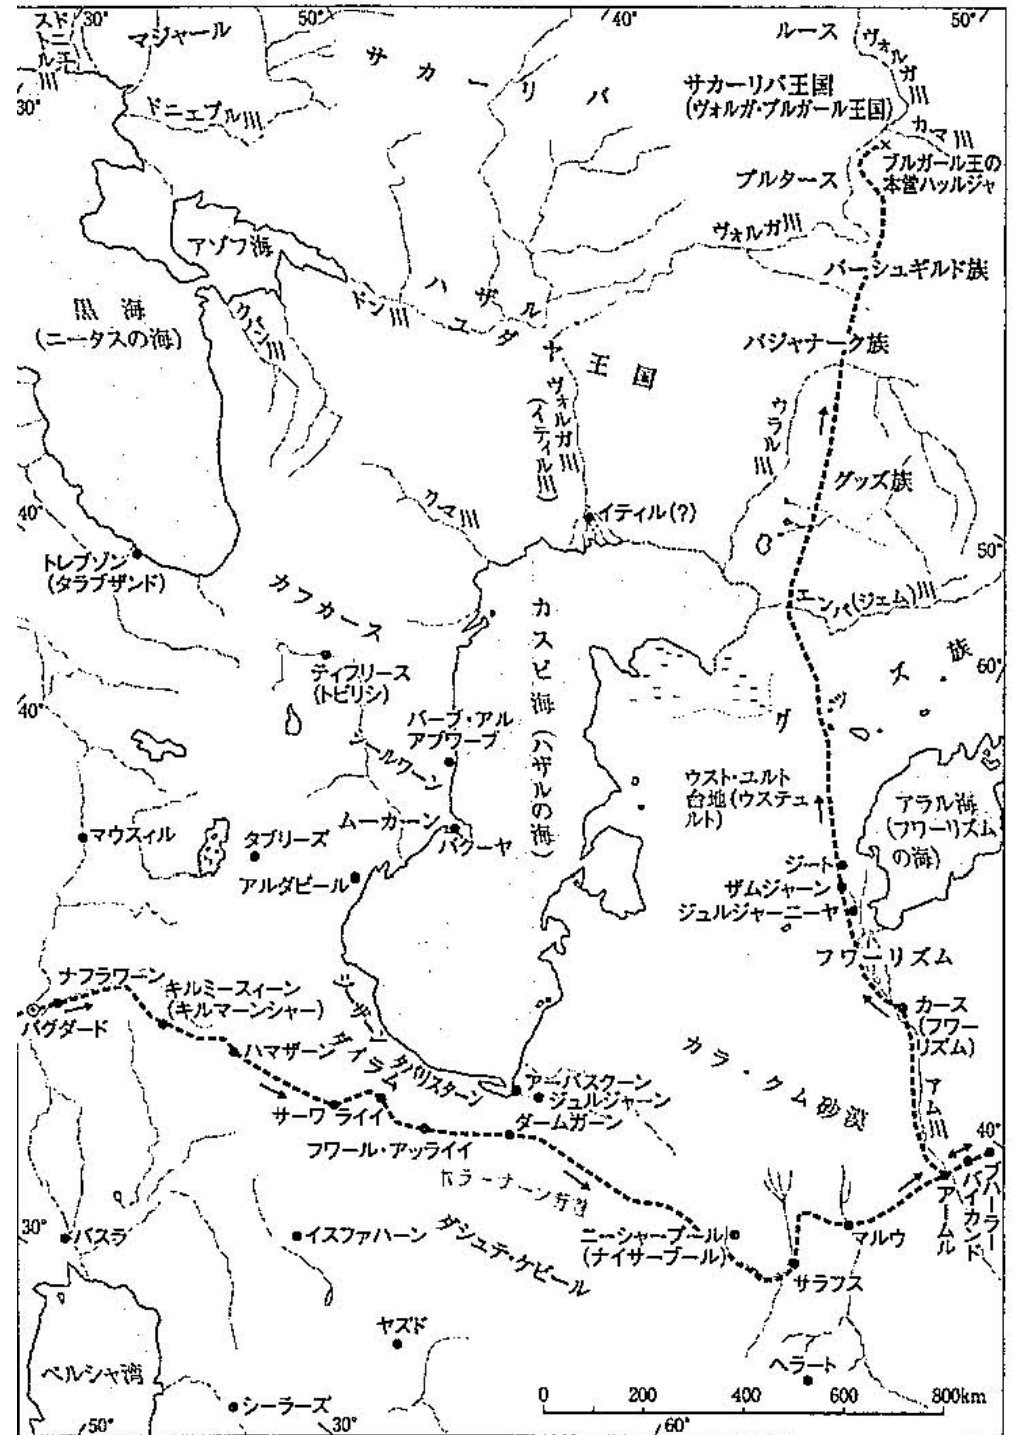 30°
50°
40°
50°
マジャール
サカーリバ
ルース
ヴォルガ川
ドニエプル川
サカーリバ王国
(ヴォルガ・ブルガール王国)
カマ川
30°
ブルガール王の
本営ハッルジャ
ブルタース
アゾフ海
ヴォルガ川
バーシュギルド族
ハザル
ドン川
ユダヤ王国
クバーン川
黒海
(ニータスの海)
バジャナーク族
ヴォルガ川
(イティル川)
ウラル川
グッズ族
クマ川
イティル(?)
40°
50°
トレブゾン
(タラブザンド)
カフカース
エンバ(ジェム)川
カスピ海(ハザルの海)
グッズ族
60°
ティフリース
(トビリシ)
40°
バーブ・アル
アブワーブ
シールワーン
ウスト・ユルト
台地(ウステュ
ルト)
アラル海
(フワーリズム
の海)
ムーカーン
バクーヤ
マウスィル
タブリーズ
アルダビール
ジート
ザムジャーン
ジュルジャーニーヤ
フワーリズム
ナフラワーン
バグダード
キルミースィーン
(キルマーンシャー)
カース
(フワー
リズム)
ハマザーン
ダイラム
タバリスターン
カラ・クム砂漠
アム川
アーバスクーン
ジュルジャーン
サーワ
ライイ
ダームガーン
フワール・アッライイ
40°
ブハーラー
バイカンド
アームル
30°
バスラ
イスファハーン
ダシュテ・ケビール
ニーシャープール
(ナイサーブール)
マルウ
サラフス
ヤズド
ヘラート
ペルシャ湾
シーラーズ
0 200 400 600 800km
50°
30°
60°